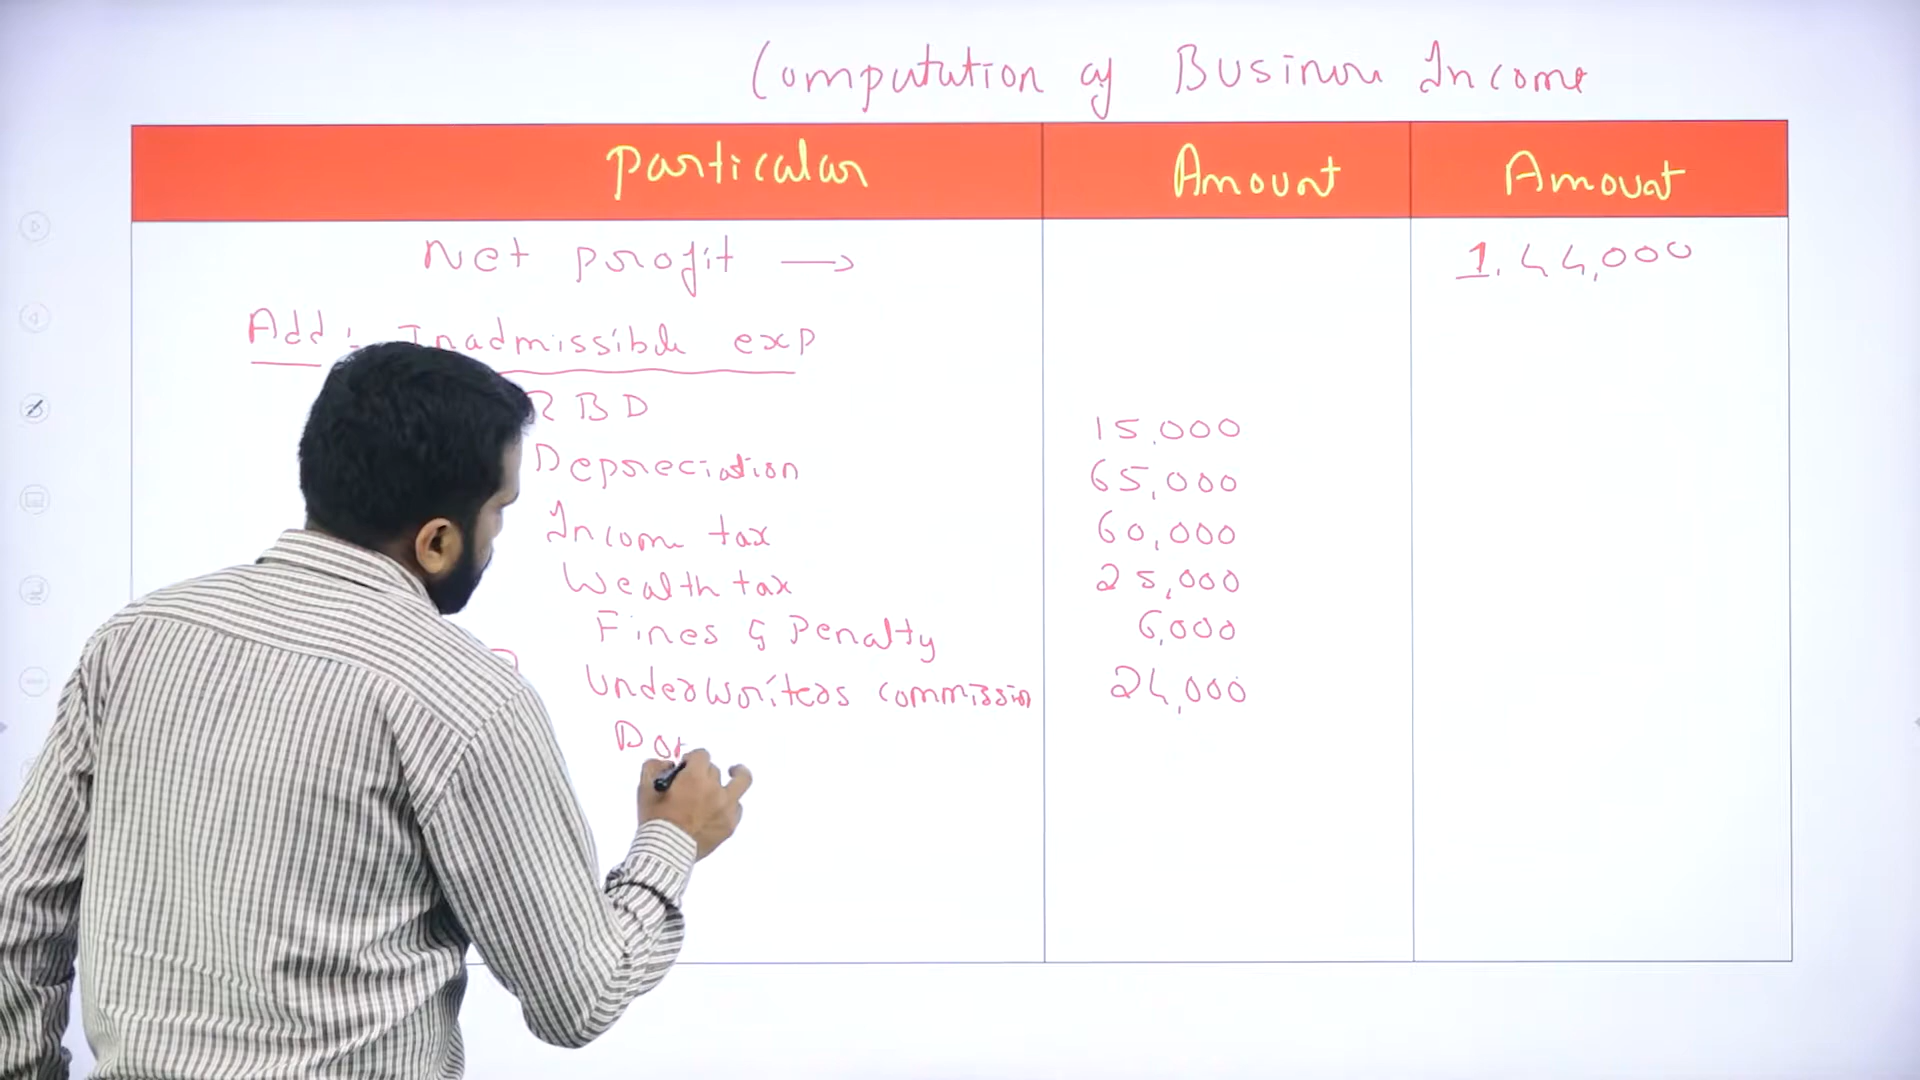 Computation of Business Income
Particular Amount Amount
Net profit → 1.44,000
Add :- Inadmissible exp
RBD 15,000
Depreciation 65,000
Income tax 60,000
Wealth tax 25,000
Fines & Penalty 6,000
Underwriters commission 24,000
Do